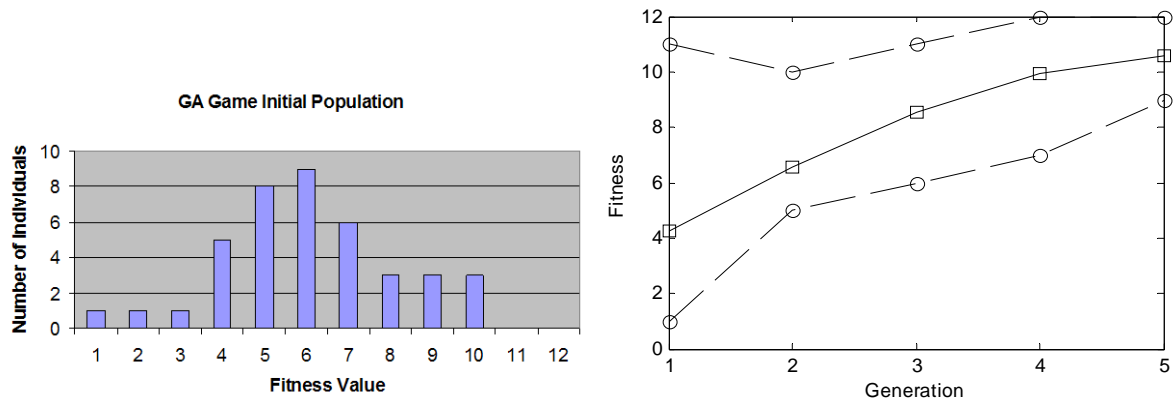 GA Game Initial Population
Number of Individuals
10
8
6
4
2
0
1 2 3 4 5 6 7 8 9 10 11 12
Fitness Value
Fitness
12
10
8
6
4
2
0
1 2 3 4 5
Generation